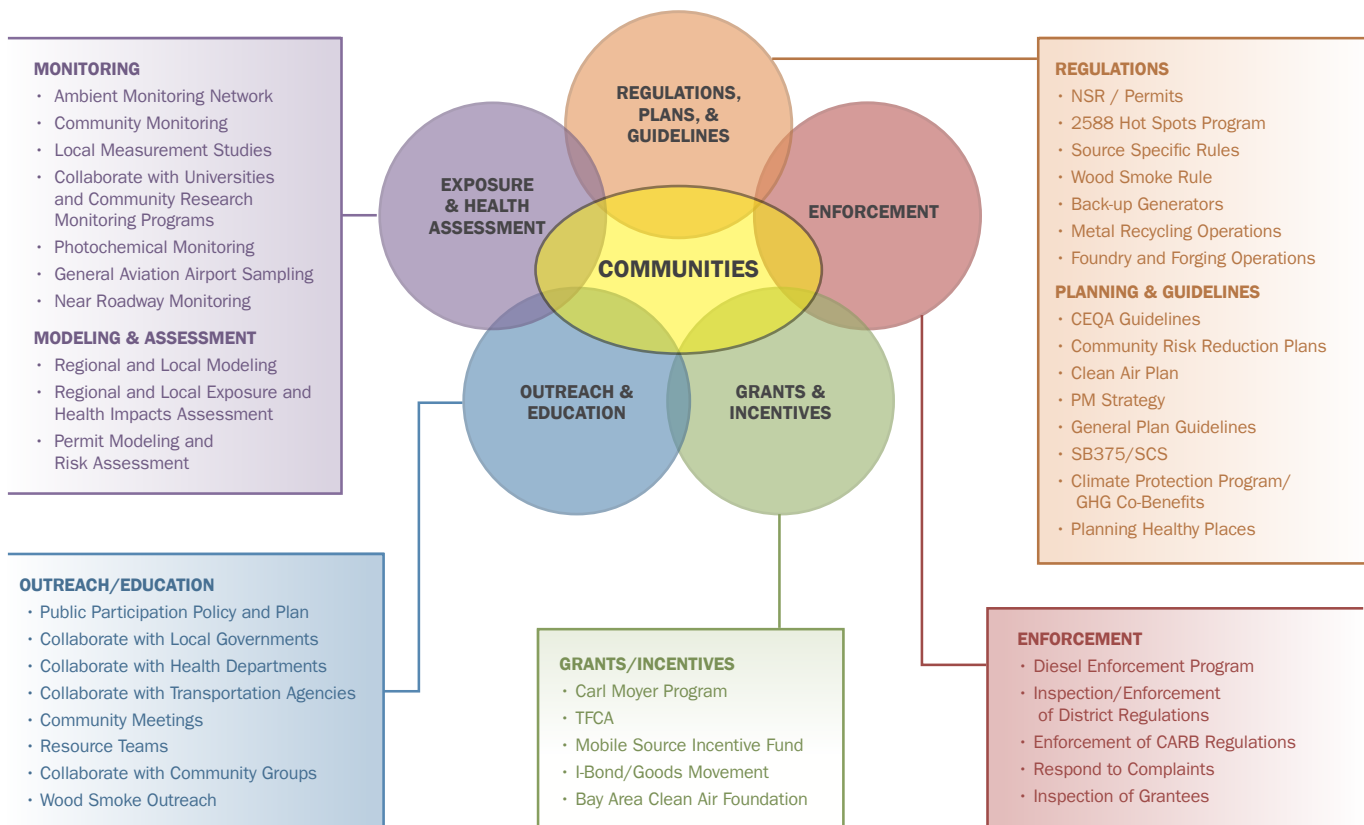 MONITORING
· Ambient Monitoring Network
· Community Monitoring
· Local Measurement Studies
· Collaborate with Universities
and Community Research
Monitoring Programs
· Photochemical Monitoring
· General Aviation Airport Sampling
· Near Roadway Monitoring
MODELING & ASSESSMENT
· Regional and Local Modeling
· Regional and Local Exposure and
Health Impacts Assessment
· Permit Modeling and
Risk Assessment
REGULATIONS,
PLANS, &
GUIDELINES
EXPOSURE
& HEALTH
ASSESSMENT
ENFORCEMENT
COMMUNITIES
OUTREACH &
EDUCATION
GRANTS &
INCENTIVES
REGULATIONS
· NSR / Permits
· 2588 Hot Spots Program
· Source Specific Rules
· Wood Smoke Rule
· Back-up Generators
· Metal Recycling Operations
· Foundry and Forging Operations
PLANNING & GUIDELINES
· CEQA Guidelines
· Community Risk Reduction Plans
· Clean Air Plan
· PM Strategy
· General Plan Guidelines
· SB375/SCS
· Climate Protection Program/
GHG Co-Benefits
· Planning Healthy Places
OUTREACH/EDUCATION
· Public Participation Policy and Plan
· Collaborate with Local Governments
· Collaborate with Health Departments
· Collaborate with Transportation Agencies
· Community Meetings
· Resource Teams
· Collaborate with Community Groups
· Wood Smoke Outreach
GRANTS/INCENTIVES
· Carl Moyer Program
· TFCA
· Mobile Source Incentive Fund
· I-Bond/Goods Movement
· Bay Area Clean Air Foundation
ENFORCEMENT
· Diesel Enforcement Program
· Inspection/Enforcement
of District Regulations
· Enforcement of CARB Regulations
· Respond to Complaints
· Inspection of Grantees